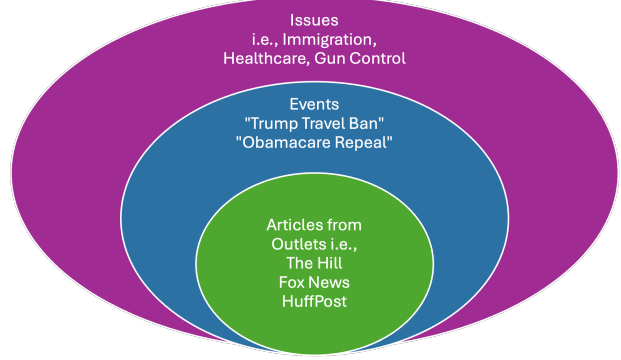 Issues
i.e., Immigration,
Healthcare, Gun Control
Events
"Trump Travel Ban"
"Obamacare Repeal"
Articles from
Outlets i.e.,
The Hill
Fox News
HuffPost